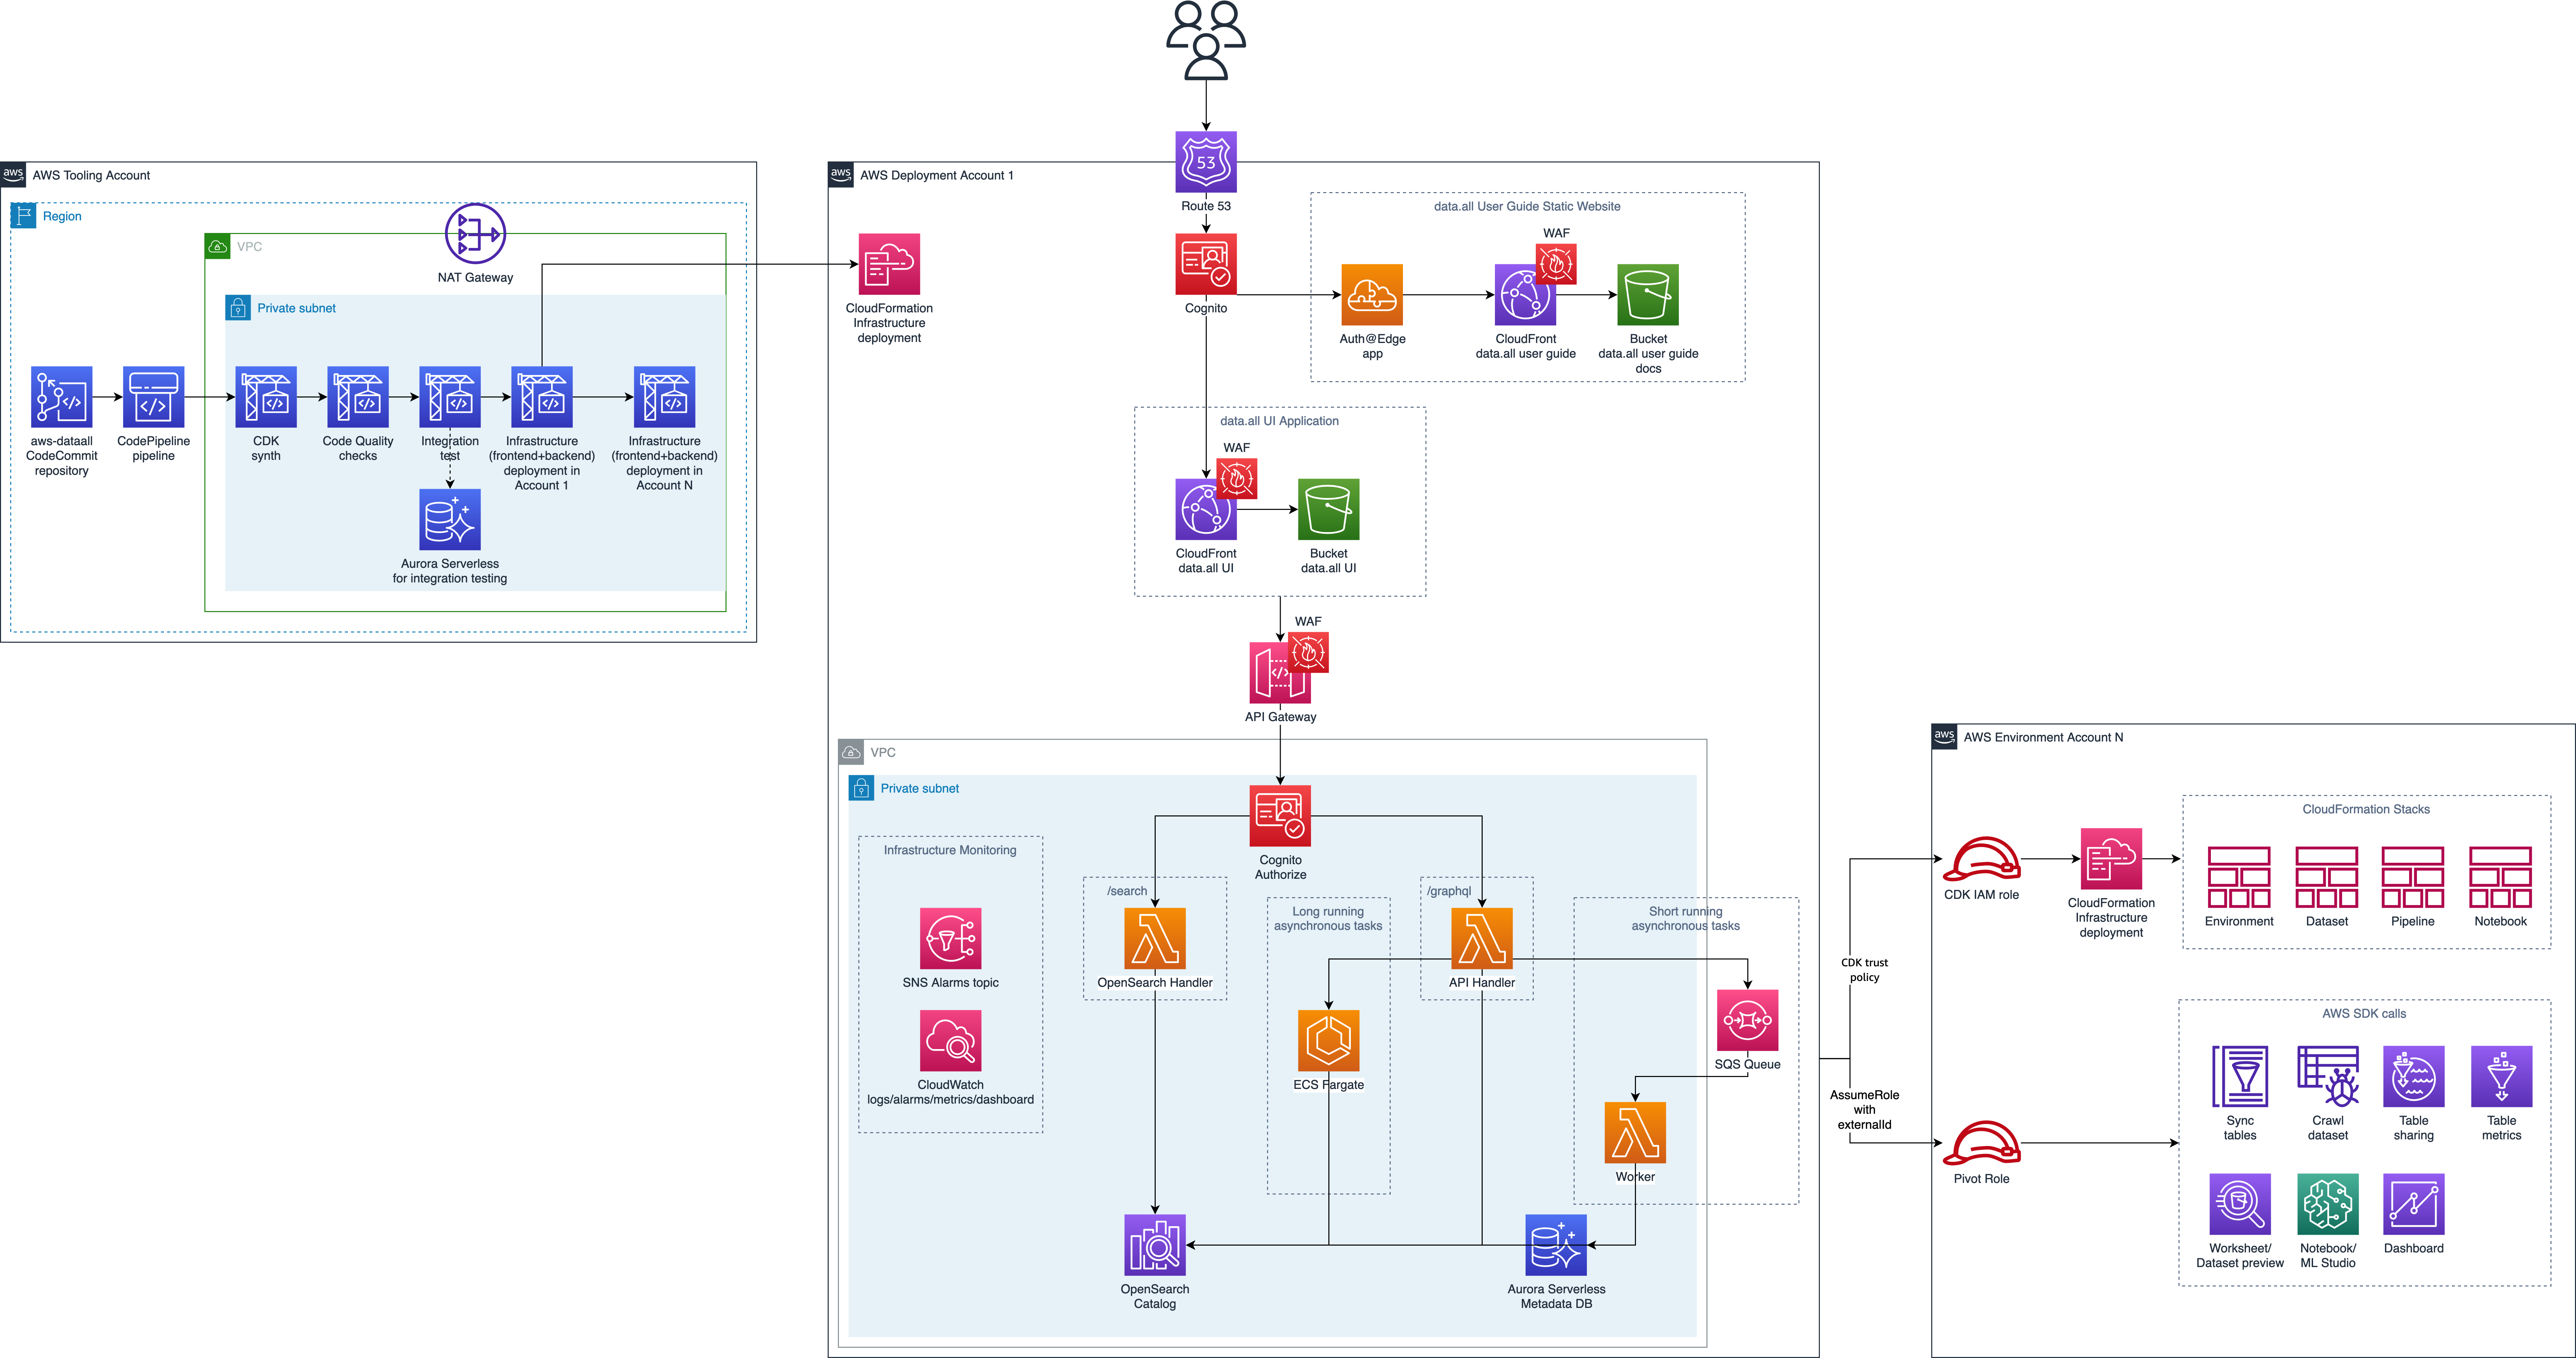 aws
AWS Tooling Account
Region
VPC
NAT Gateway
Private subnet
aws-dataall
CodeCommit
repository
CodePipeline
pipeline
CDK
synth
Code Quality
checks
Integration
test
Infrastructure
(frontend+backend)
deployment in
Account 1
Infrastructure
(frontend+backend)
deployment in
Account N
Aurora Serverless
for integration testing
aws
AWS Deployment Account 1
53
Route 53
CloudFormation
Infrastructure
deployment
Cognito
data.all User Guide Static Website
Auth@Edge
app
WAF
CloudFront
data.all user guide
Bucket
data.all user guide
docs
data.all UI Application
WAF
CloudFront
data.all UI
Bucket
data.all UI
WAF
API Gateway
VPC
Private subnet
Cognito
Authorize
Infrastructure Monitoring
SNS Alarms topic
CloudWatch
logs/alarms/metrics/dashboard
/search
OpenSearch Handler
Long running
asynchronous tasks
ECS Fargate
/graphql
API Handler
Short running
asynchronous tasks
SQS Queue
Worker
OpenSearch
Catalog
Aurora Serverless
Metadata DB
CDK trust
policy
AssumeRole
with
externalId
aws
AWS Environment Account N
CDK IAM role
CloudFormation
Infrastructure
deployment
CloudFormation Stacks
Environment
Dataset
Pipeline
Notebook
Pivot Role
AWS SDK calls
Sync
tables
Crawl
dataset
Table
sharing
Table
metrics
Worksheet/
Dataset preview
Notebook/
ML Studio
Dashboard